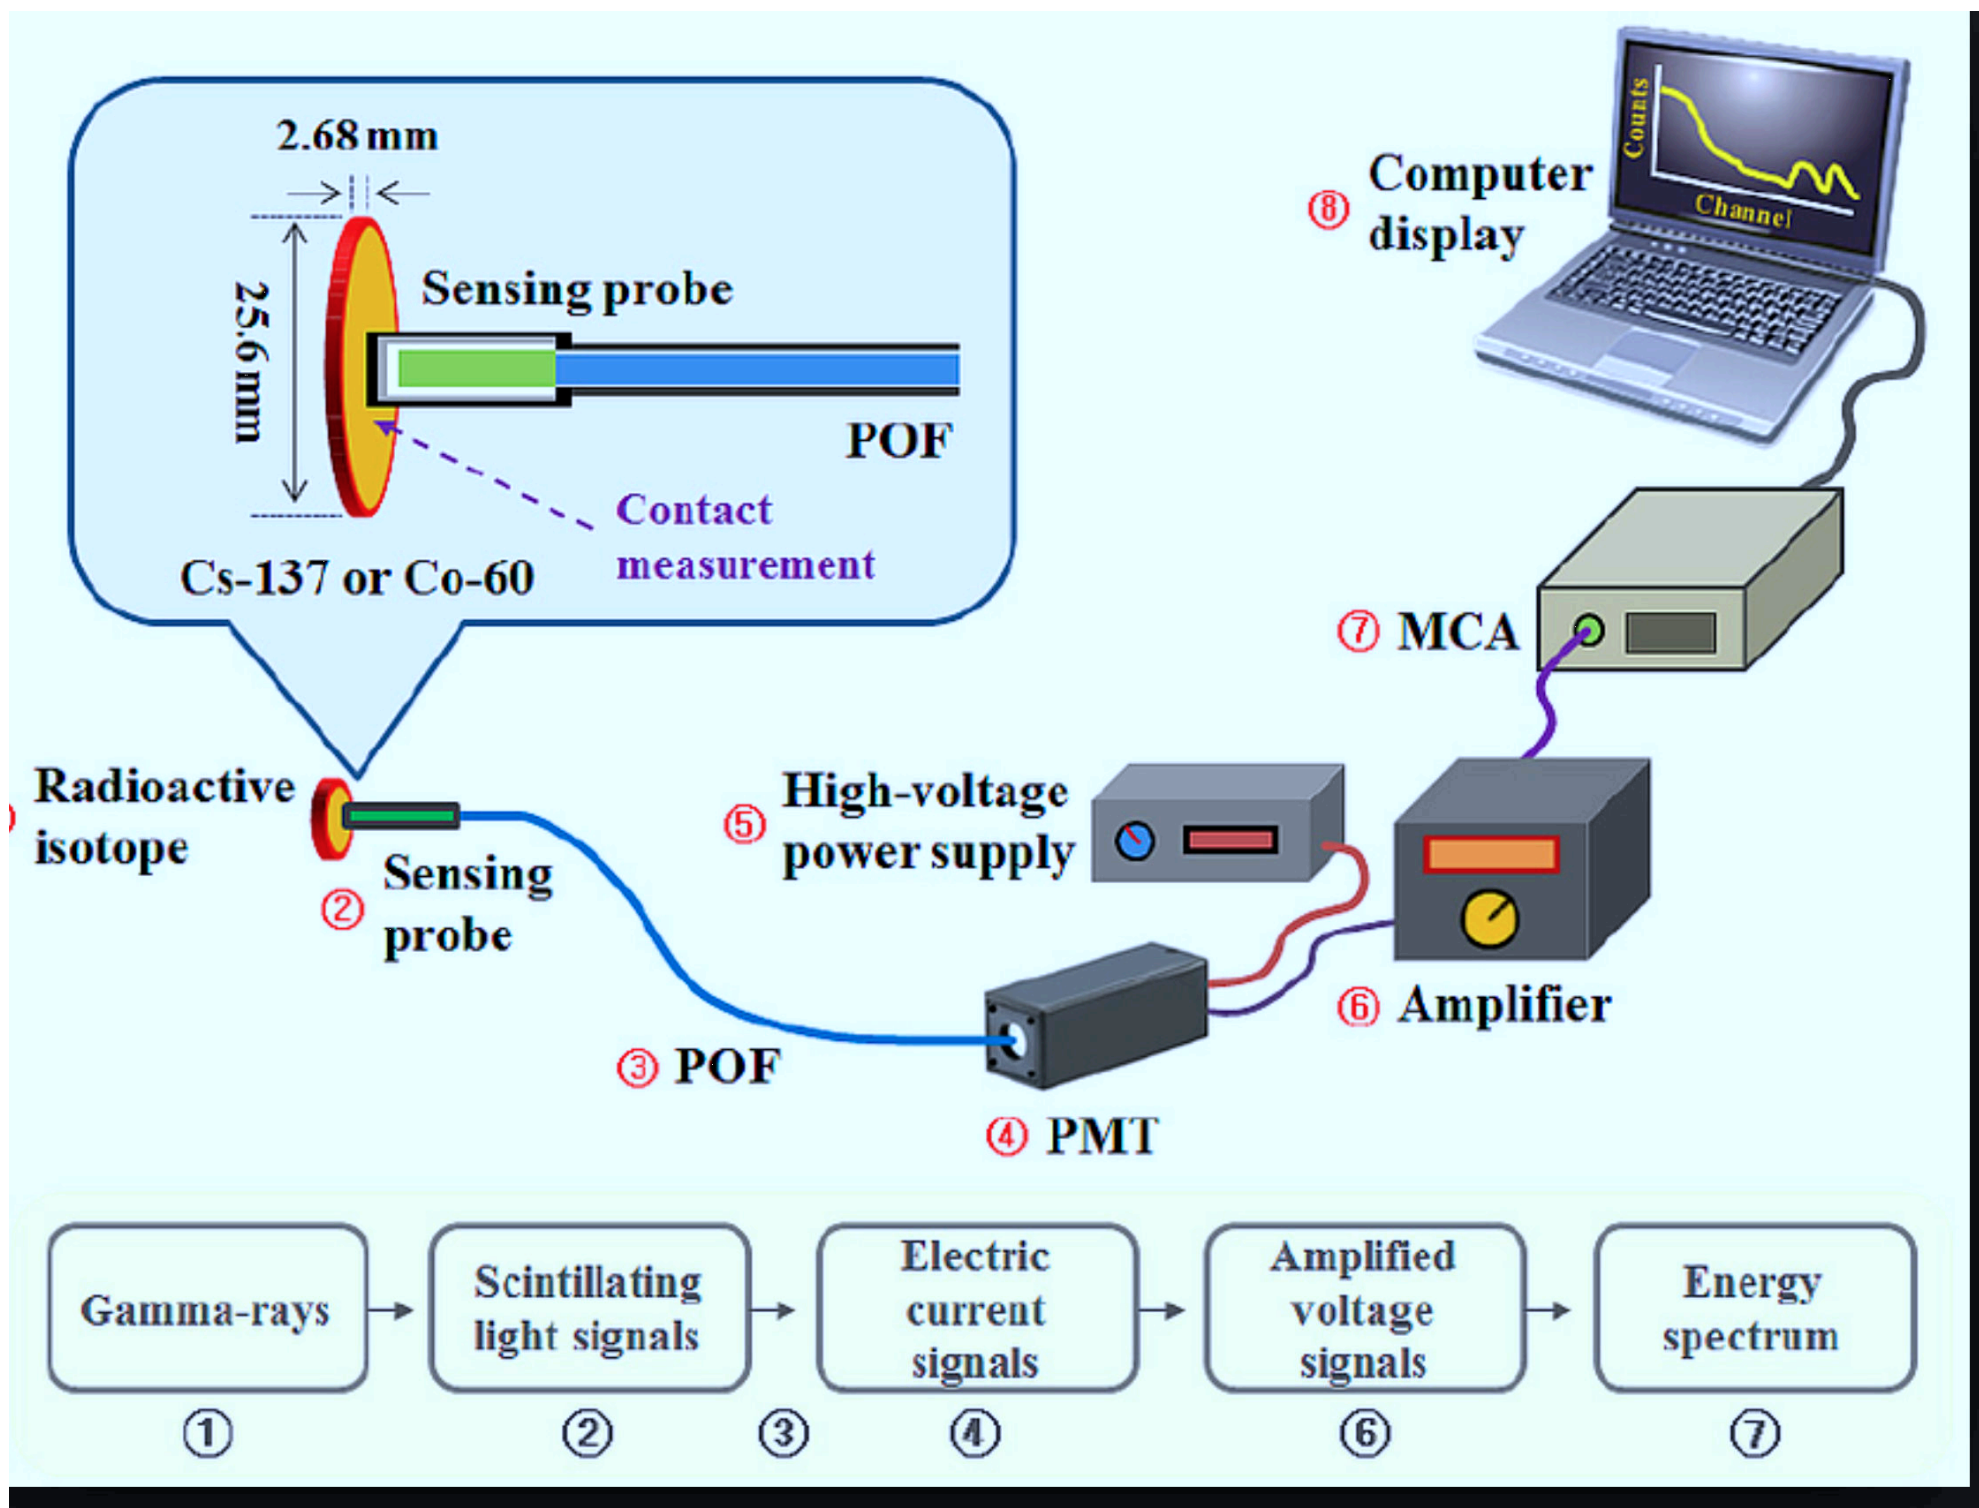 2.68 mm
25.6 mm
Sensing probe
POF
Contact
measurement
Cs-137 or Co-60
Counts
Channel
⑧ Computer
display
⑦ MCA
Radioactive
isotope
② Sensing
probe
⑤ High-voltage
power supply
⑥ Amplifier
③ POF
④ PMT
Gamma-rays
Scintillating
light signals
Electric
current
signals
Amplified
voltage
signals
Energy
spectrum
① ② ③ ④ ⑥ ⑦